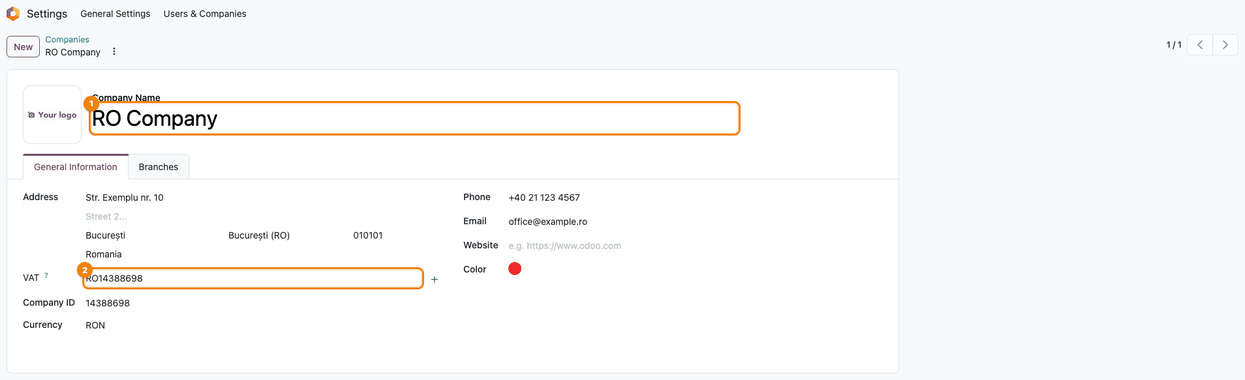 Settings General Settings Users & Companies
New Companies
RO Company
1 / 1
1
Company Name
Your logo
RO Company
General Information Branches
Address Str. Exemplu nr. 10 Phone +40 21 123 4567
Street 2...
Email office@example.ro
București București (RO) 010101
Website e.g. https://www.odoo.com
Romania
2
Color
VAT ? RO14388698 +
Company ID 14388698
Currency RON